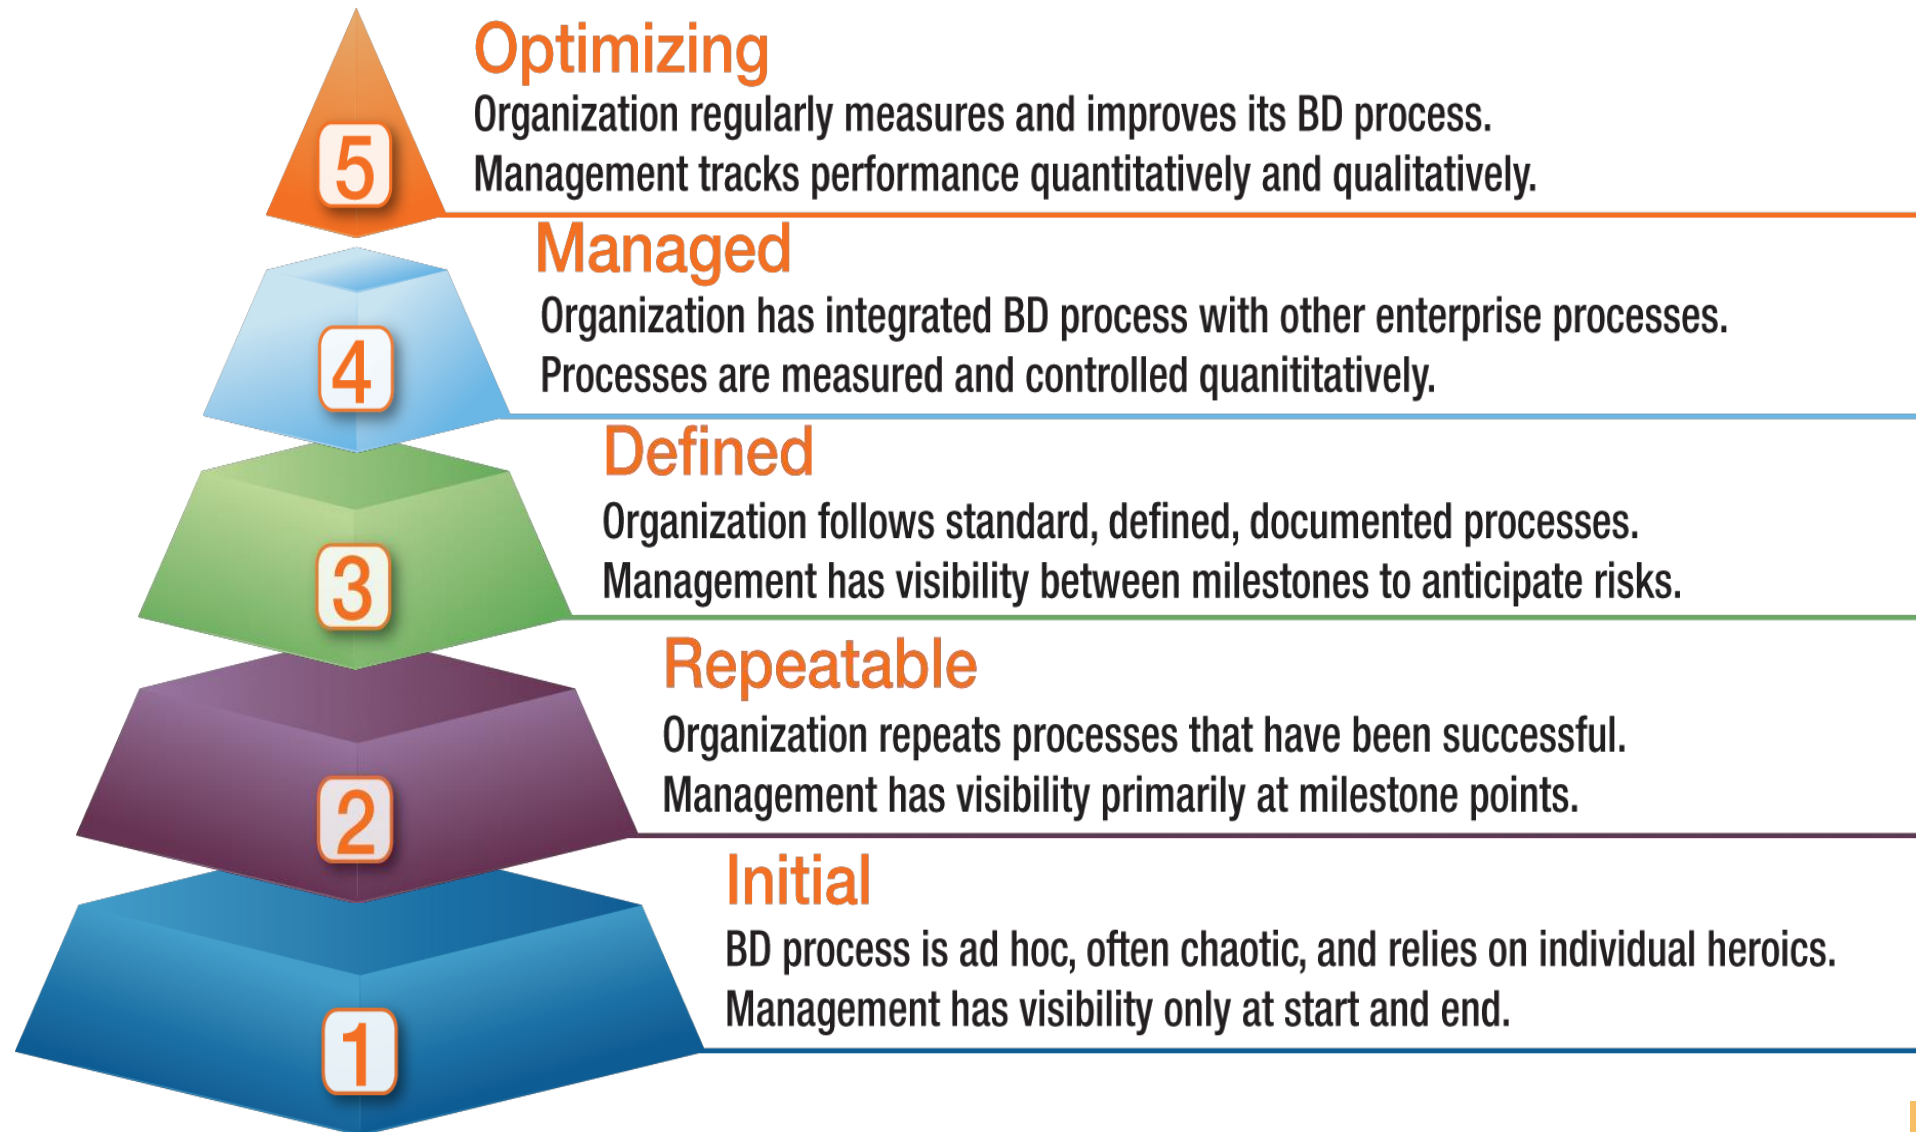 Optimizing
Organization regularly measures and improves its BD process.
Management tracks performance quantitatively and qualitatively.
5
Managed
Organization has integrated BD process with other enterprise processes.
Processes are measured and controlled quanititatively.
4
Defined
Organization follows standard, defined, documented processes.
Management has visibility between milestones to anticipate risks.
3
Repeatable
Organization repeats processes that have been successful.
Management has visibility primarily at milestone points.
2
Initial
BD process is ad hoc, often chaotic, and relies on individual heroics.
Management has visibility only at start and end.
1